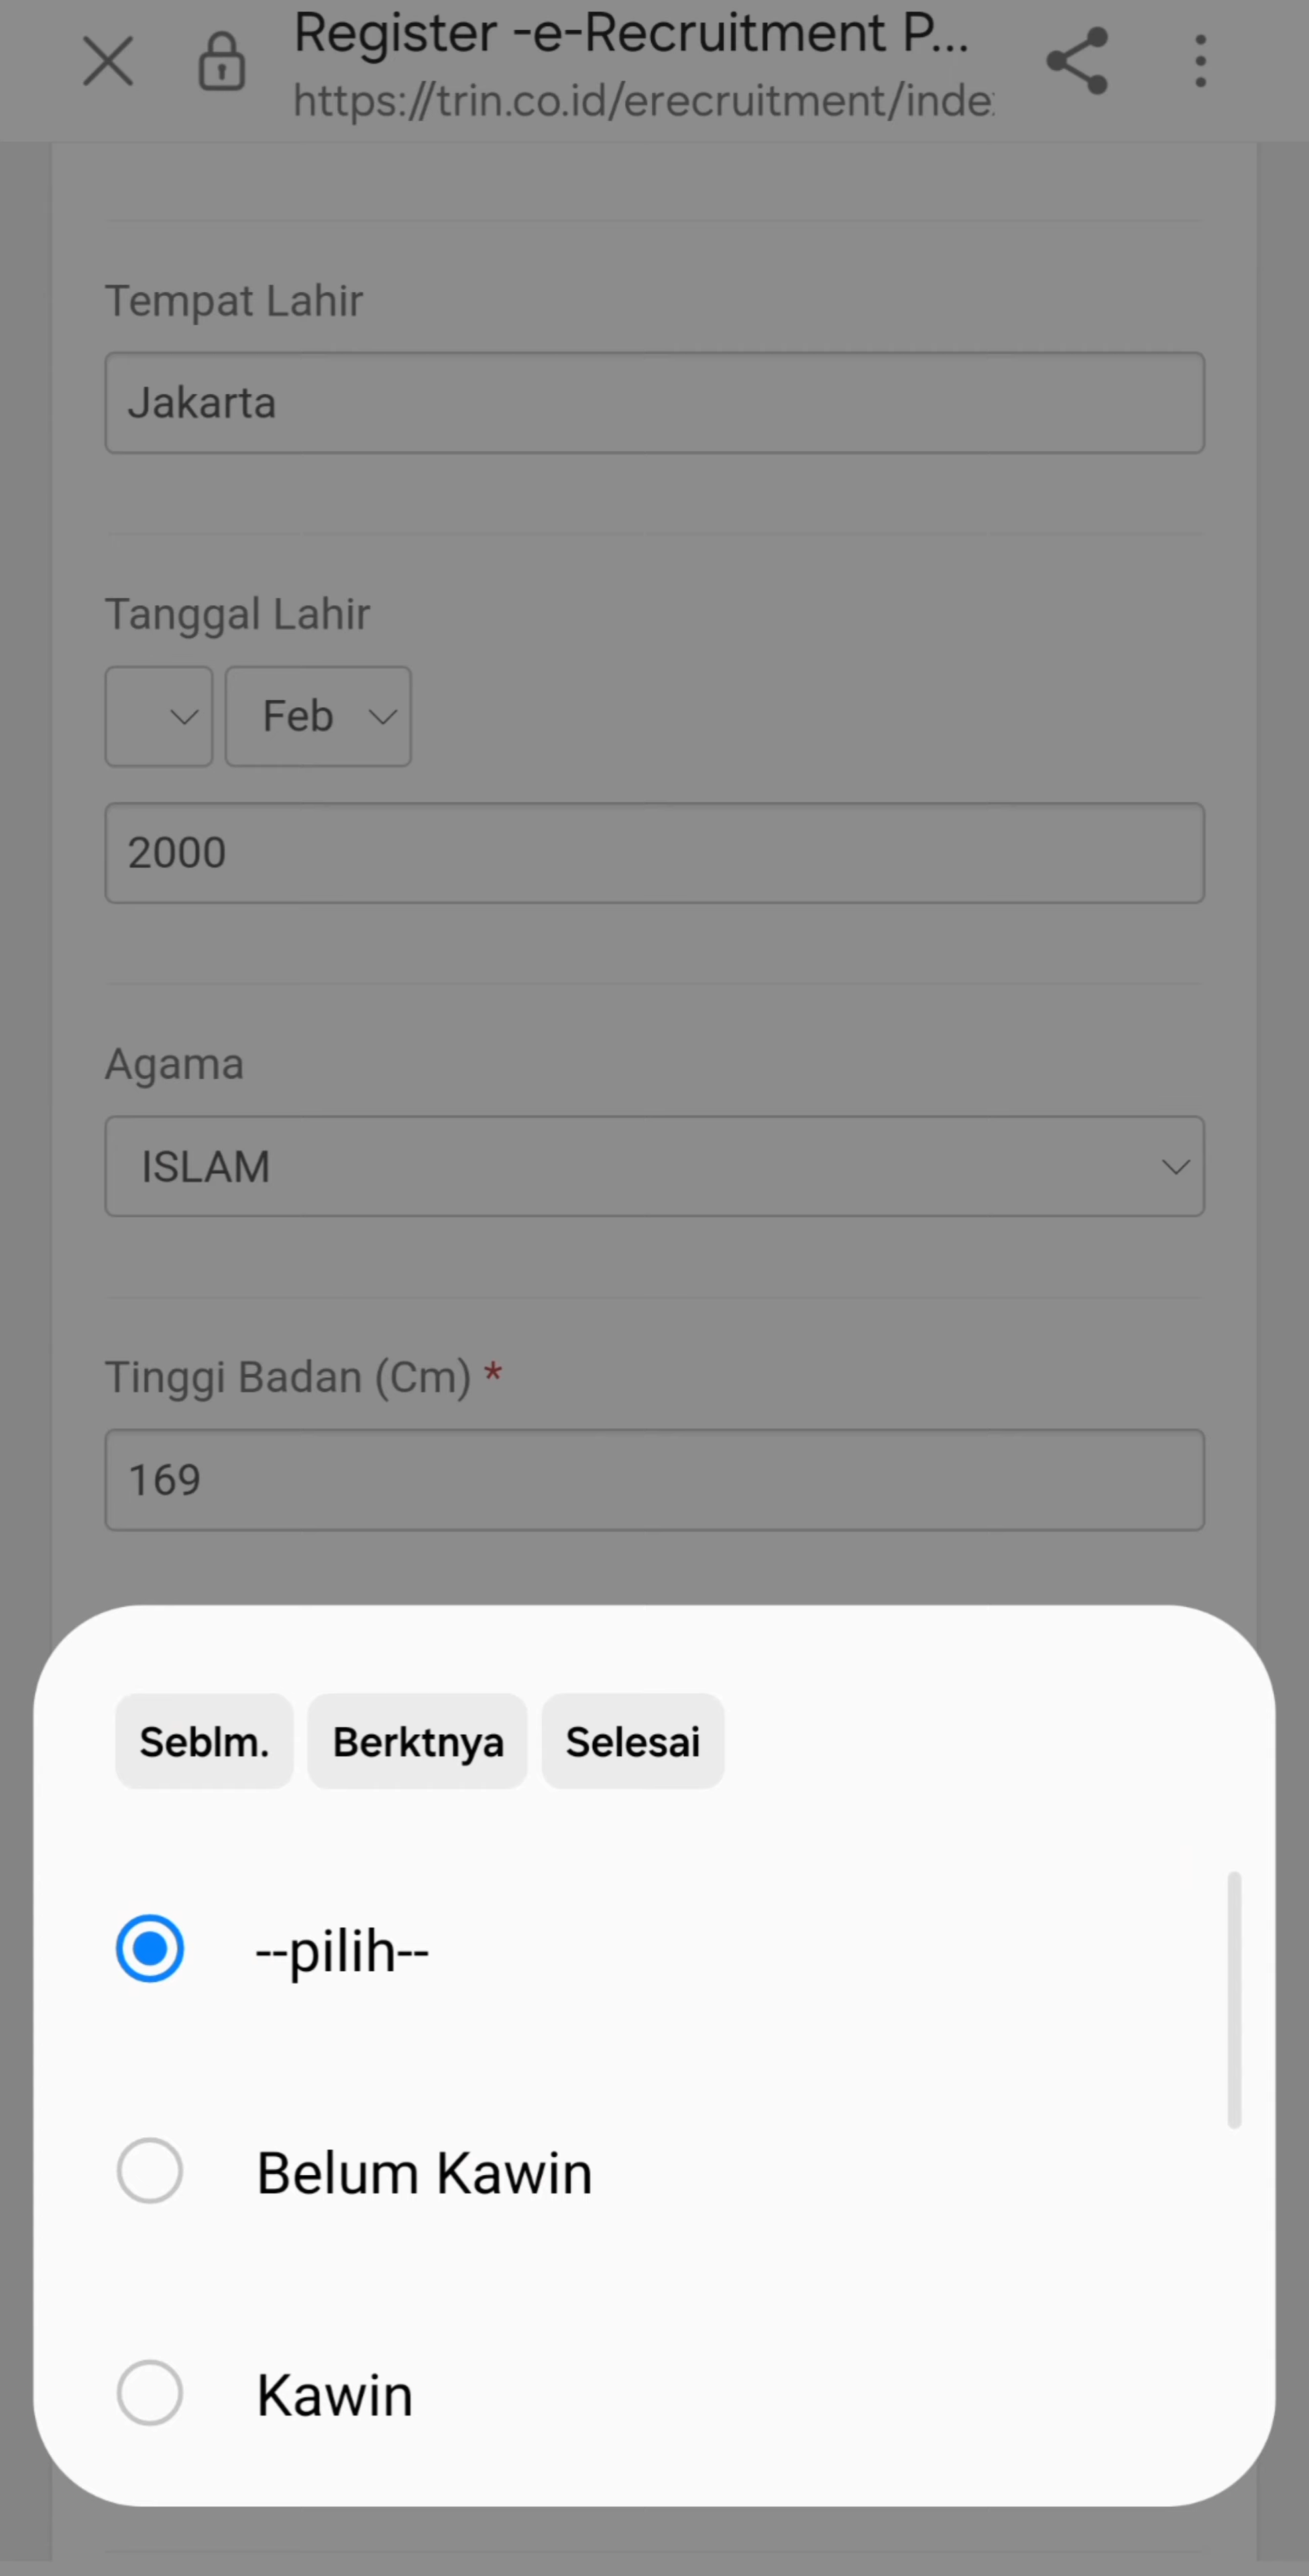 Register -e-Recruitment P...
https://trin.co.id/erecruitment/inde
Tempat Lahir
Jakarta
Tanggal Lahir
Feb
2000
Agama
ISLAM
Tinggi Badan (Cm) *
169
Seblm. Berktnya Selesai
--pilih--
Belum Kawin
Kawin